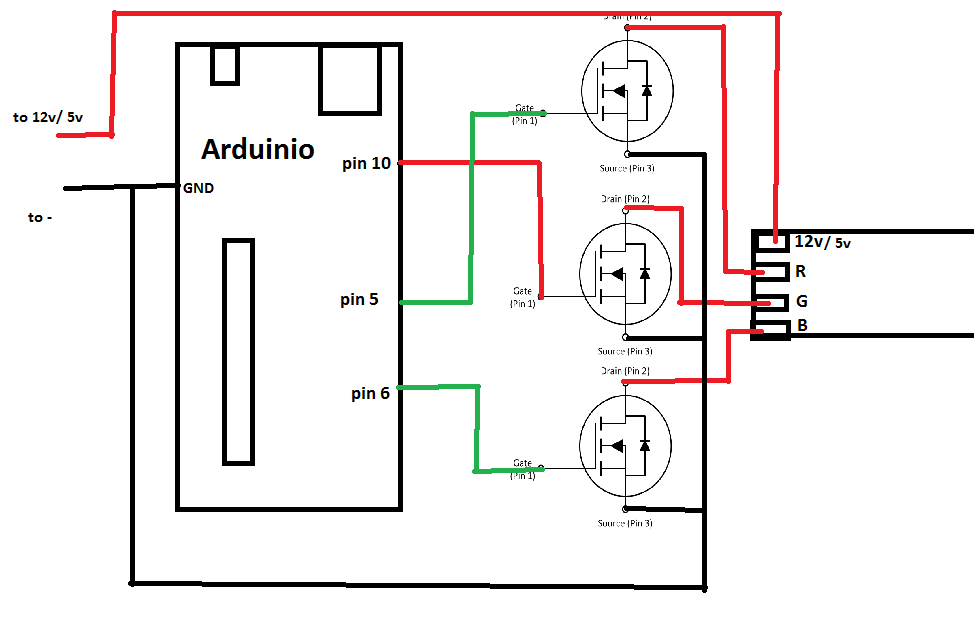 Drain (Pin 2)
to 12v/ 5v
Gate
(Pin 1)
Arduinio
pin 10
Source (Pin 3)
GND
to -
Drain (Pin 2)
12v/ 5v
R
Gate
(Pin 1)
pin 5
G
B
Source (Pin 3)
Drain (Pin 2)
pin 6
Gate
(Pin 1)
Source (Pin 3)